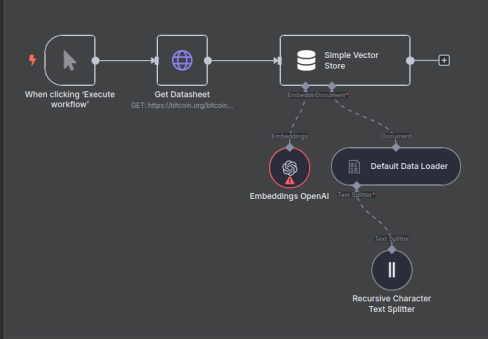 Simple Vector
Store
When clicking ‘Execute
workflow’
Get Datasheet
GET: https://bitcoin.org/bitcoin...
Document*
Embeddings
Document
Default Data Loader
Embeddings OpenAI
Text Splitter*
Text Splitter
Recursive Character
Text Splitter